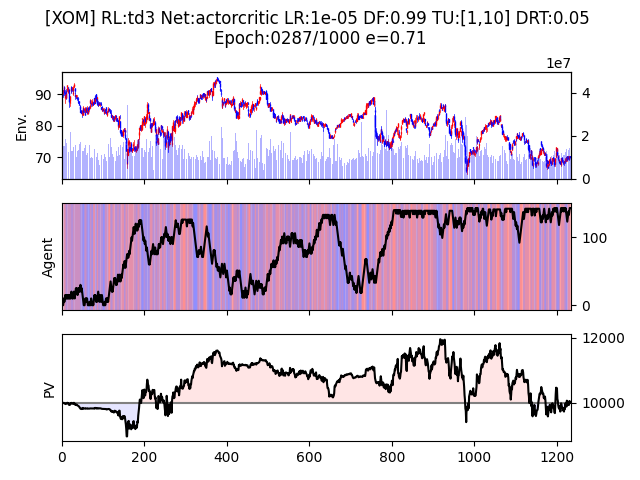 [XOM] RL:td3 Net:actorcritic LR:1e-05 DF:0.99 TU:[1,10] DRT:0.05
Epoch:0287/1000 e=0.71
1e7
Env.
90
80
70
4
2
0
Agent
100
0
PV
12000
10000
0 200 400 600 800 1000 1200